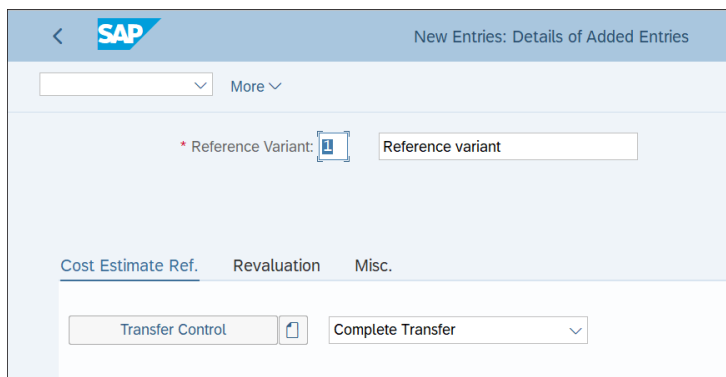 SAP New Entries: Details of Added Entries
More
* Reference Variant: 1 Reference variant
Cost Estimate Ref. Revaluation Misc.
Transfer Control Complete Transfer